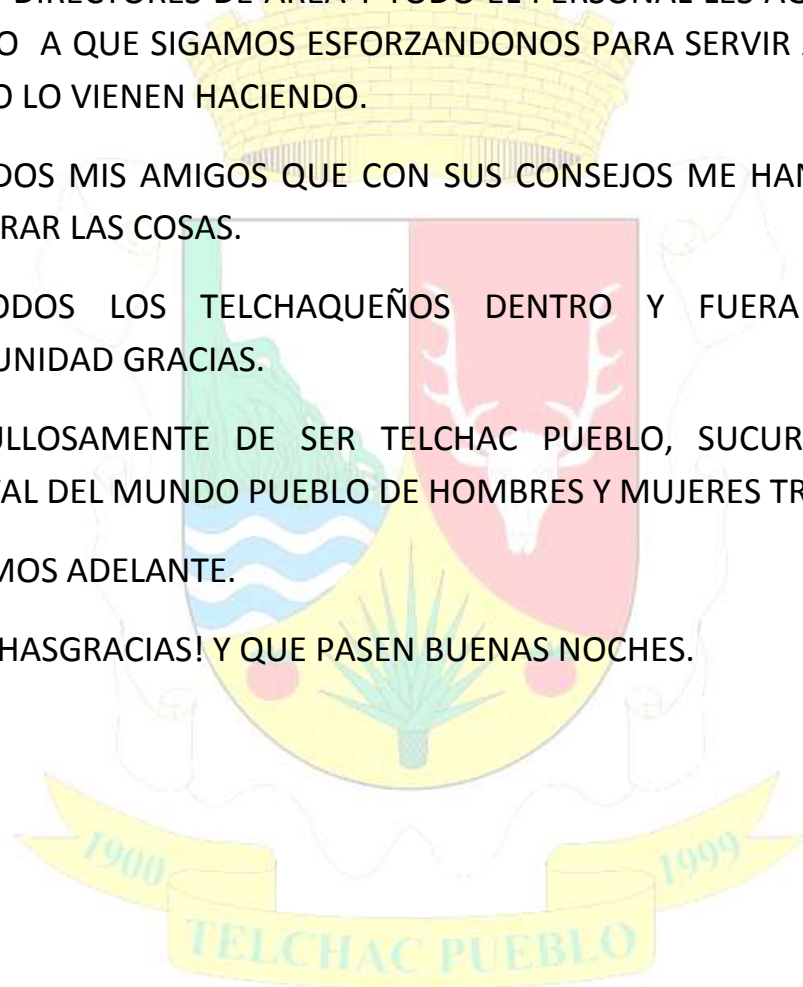 DIRECTORES DE AREA Y TODO EL PERSONAL LES
O A QUE SIGAMOS ESFORZANDONOS PARA SERVIR
O LO VIENEN HACIENDO.
DOS MIS AMIGOS QUE CON SUS CONSEJOS ME HAN
RAR LAS COSAS.
ODOS LOS TELCHAQUEÑOS DENTRO Y FUERA
UNIDAD GRACIAS.
ULLOSAMENTE DE SER TELCHAC PUEBLO, SUCUR
TAL DEL MUNDO PUEBLO DE HOMBRES Y MUJERES TR
MOS ADELANTE.
HASGRACIAS! Y QUE PASEN BUENAS NOCHES.
1900 1999
TELCHAC PUEBLO